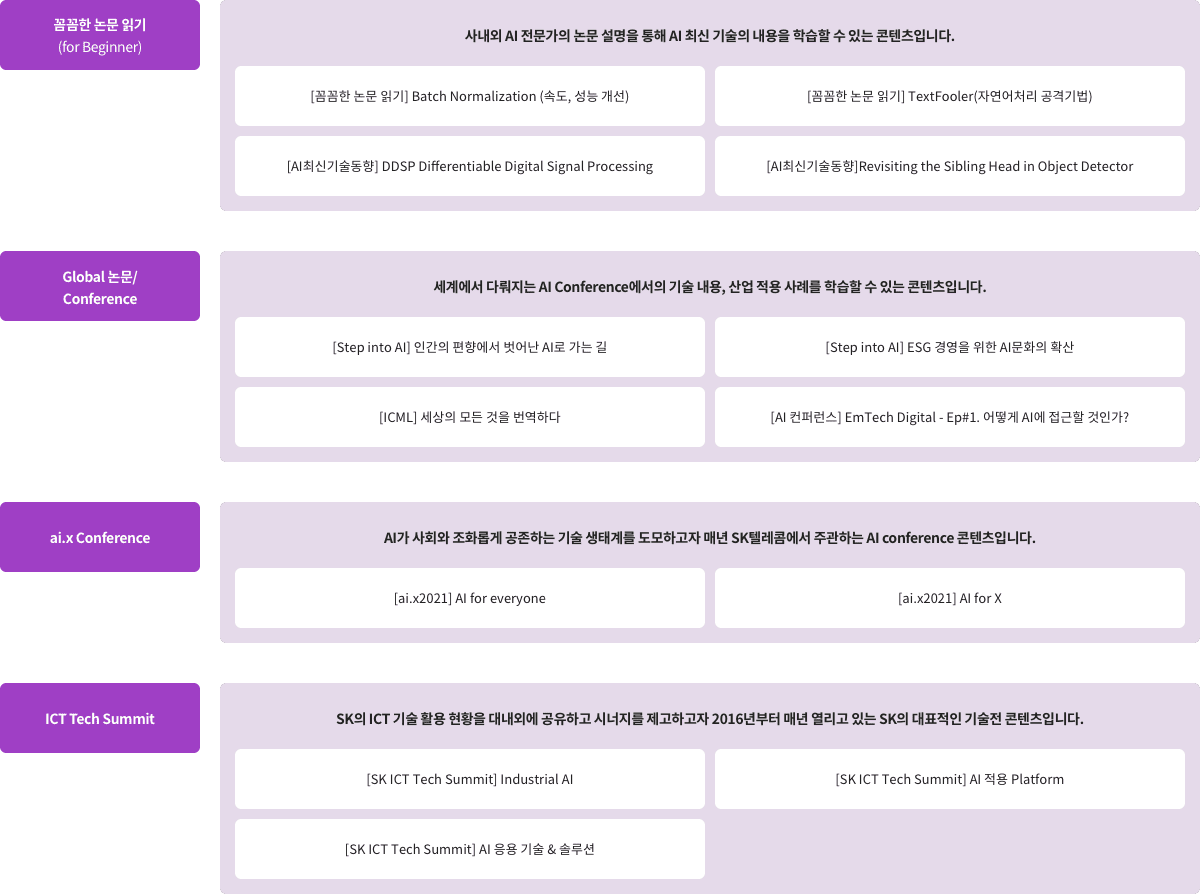 꼼꼼한 논문 읽기
(for Beginner)
사내외 AI 전문가의 논문 설명을 통해 AI 최신 기술의 내용을 학습할 수 있는 콘텐츠입니다.
[꼼꼼한 논문 읽기] Batch Normalization (속도, 성능 개선)
[꼼꼼한 논문 읽기] TextFooler(자연어처리 공격기법)
[AI최신기술동향] DDSP Differentiable Digital Signal Processing
[AI최신기술동향]Revisiting the Sibling Head in Object Detector
Global 논문/
Conference
세계에서 다뤄지는 AI Conference에서의 기술 내용, 산업 적용 사례를 학습할 수 있는 콘텐츠입니다.
[Step into AI] 인간의 편향에서 벗어난 AI로 가는 길
[Step into AI] ESG 경영을 위한 AI문화의 확산
[ICML] 세상의 모든 것을 번역하다
[AI 컨퍼런스] EmTech Digital - Ep#1. 어떻게 AI에 접근할 것인가?
ai.x Conference
AI가 사회와 조화롭게 공존하는 기술 생태계를 도모하고자 매년 SK텔레콤에서 주관하는 AI conference 콘텐츠입니다.
[ai.x2021] AI for everyone
[ai.x2021] AI for X
ICT Tech Summit
SK의 ICT 기술 활용 현황을 대내외에 공유하고 시너지를 제고하고자 2016년부터 매년 열리고 있는 SK의 대표적인 기술전 콘텐츠입니다.
[SK ICT Tech Summit] Industrial AI
[SK ICT Tech Summit] AI 적용 Platform
[SK ICT Tech Summit] AI 응용 기술 & 솔루션